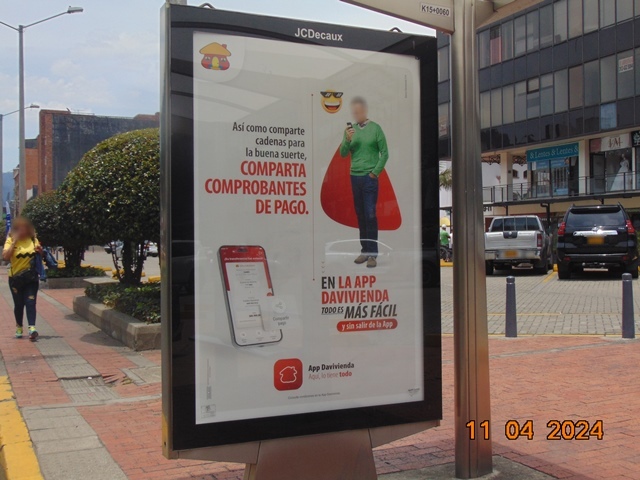 K15+0060
JCDecaux
Así como comparte
cadenas para
la buena suerte,
COMPARTA
COMPROBANTES
DE PAGO.
EN LA APP
DAVIVIENDA
TODO ES MÁS FÁCIL
y sin salir de la App
App Davivienda
Aquí, lo tiene todo
11 04 2024